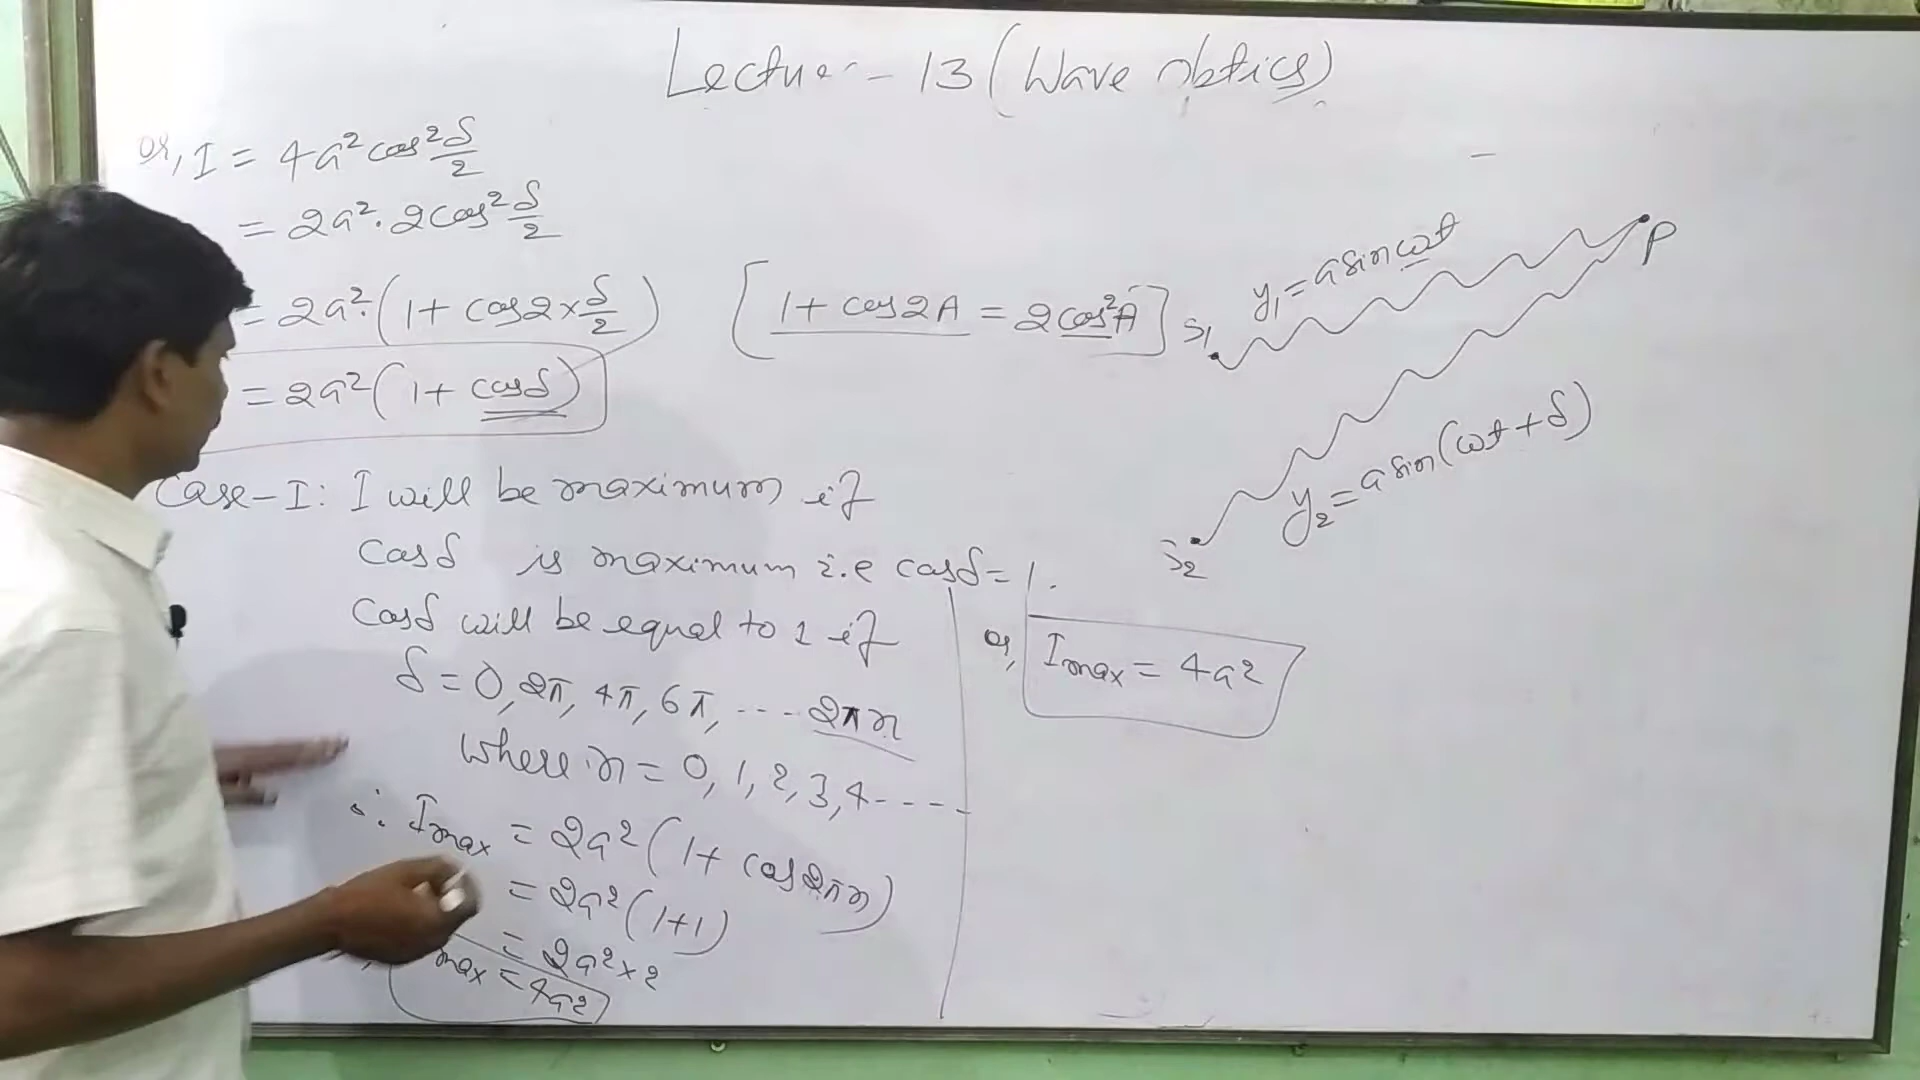 Lecture - 13 (Wave optics)
or, I = 4a² cos² δ/2
= 2a². 2cos² δ/2
= 2a². (1 + cos2 × δ/2) [1 + cos2A = 2cos²A]
= 2a² (1 + cosδ)
Case-I: I will be maximum if
Cosδ is maximum i.e cosδ = 1.
Cosδ will be equal to 1 if
δ = 0, 2π, 4π, 6π, ---- 2πn
where n = 0, 1, 2, 3, 4 - - - -
∴ Imax = 2a² (1 + cos2πn)
= 2a² (1+1)
= 2a² × 2
max = 4a²
or, Imax = 4a²
P
y₁ = a sin ωt
S₁
y₂ = a sin (ωt + δ)
S₂